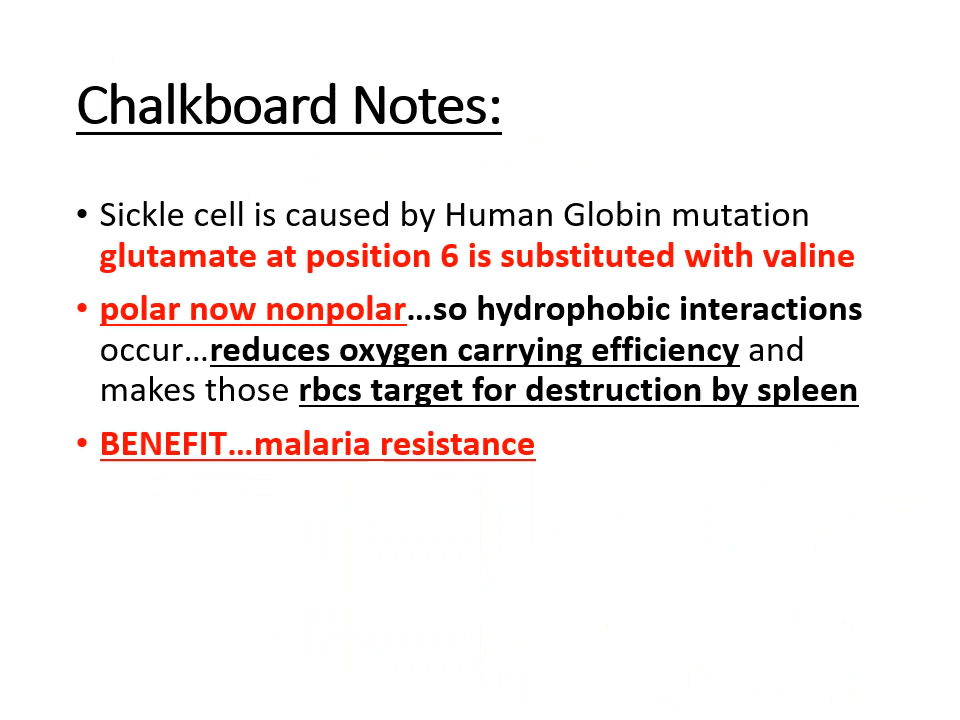 Chalkboard Notes:
• Sickle cell is caused by Human Globin mutation
glutamate at position 6 is substituted with valine
• polar now nonpolar…so hydrophobic interactions
occur…reduces oxygen carrying efficiency and
makes those rbcs target for destruction by spleen
• BENEFIT…malaria resistance